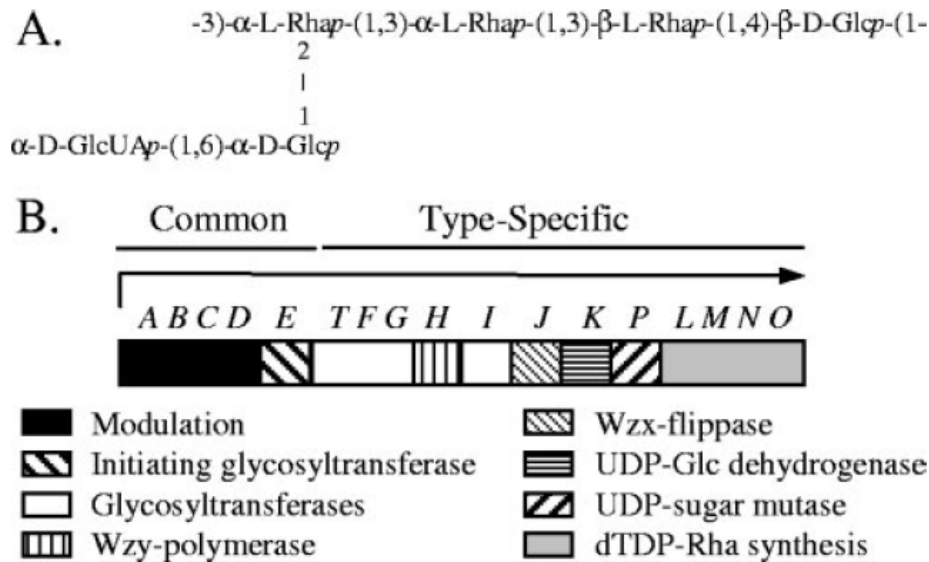 A.
-3)-α-L-Rhap-(1,3)-α-L-Rhap-(1,3)-β-L-Rhap-(1,4)-β-D-Glcp-(1-
2
1
α-D-GlcUAp-(1,6)-α-D-Glcp
B.
Common Type-Specific
A B C D E T F G H I J K P L M N O
Modulation
Initiating glycosyltransferase
Glycosyltransferases
Wzy-polymerase
Wzx-flippase
UDP-Glc dehydrogenase
UDP-sugar mutase
dTDP-Rha synthesis